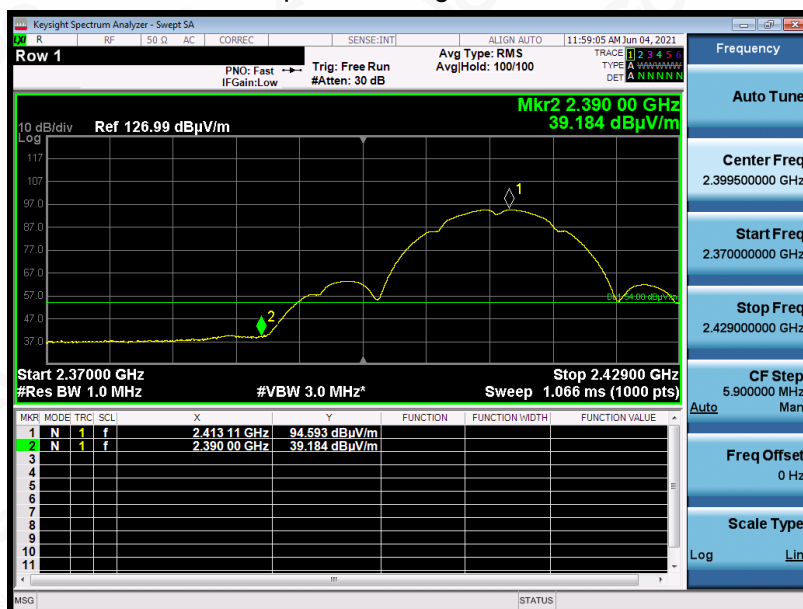 Keysight Spectrum Analyzer - Swept SA
LXI R RF 50 Ω AC CORREC SENSE:INT ALIGN AUTO 11:59:05 AM Jun 04, 2021
Row 1
PNO: Fast
IFGain:Low
Trig: Free Run
#Atten: 30 dB
Avg Type: RMS
Avg|Hold: 100/100
TRACE 1 2 3 4 5 6
TYPE A WWWWW
DET A N N N N N
Mkr2 2.390 00 GHz
39.184 dBµV/m
10 dB/div Ref 126.99 dBµV/m
Log
117
107
97.0
87.0
77.0
67.0
57.0
47.0
37.0
1
2
DL1 54.00 dBµV/m
Start 2.37000 GHz
#Res BW 1.0 MHz
#VBW 3.0 MHz*
Stop 2.42900 GHz
Sweep 1.066 ms (1000 pts)
MKR MODE TRC SCL X Y FUNCTION FUNCTION WIDTH FUNCTION VALUE
1 N 1 f 2.413 11 GHz 94.593 dBµV/m
2 N 1 f 2.390 00 GHz 39.184 dBµV/m
3
4
5
6
7
8
9
10
11
MSG STATUS
Frequency
Auto Tune
Center Freq
2.399500000 GHz
Start Freq
2.370000000 GHz
Stop Freq
2.429000000 GHz
CF Step
5.900000 MHz
Auto Man
Freq Offset
0 Hz
Scale Type
Log Lin